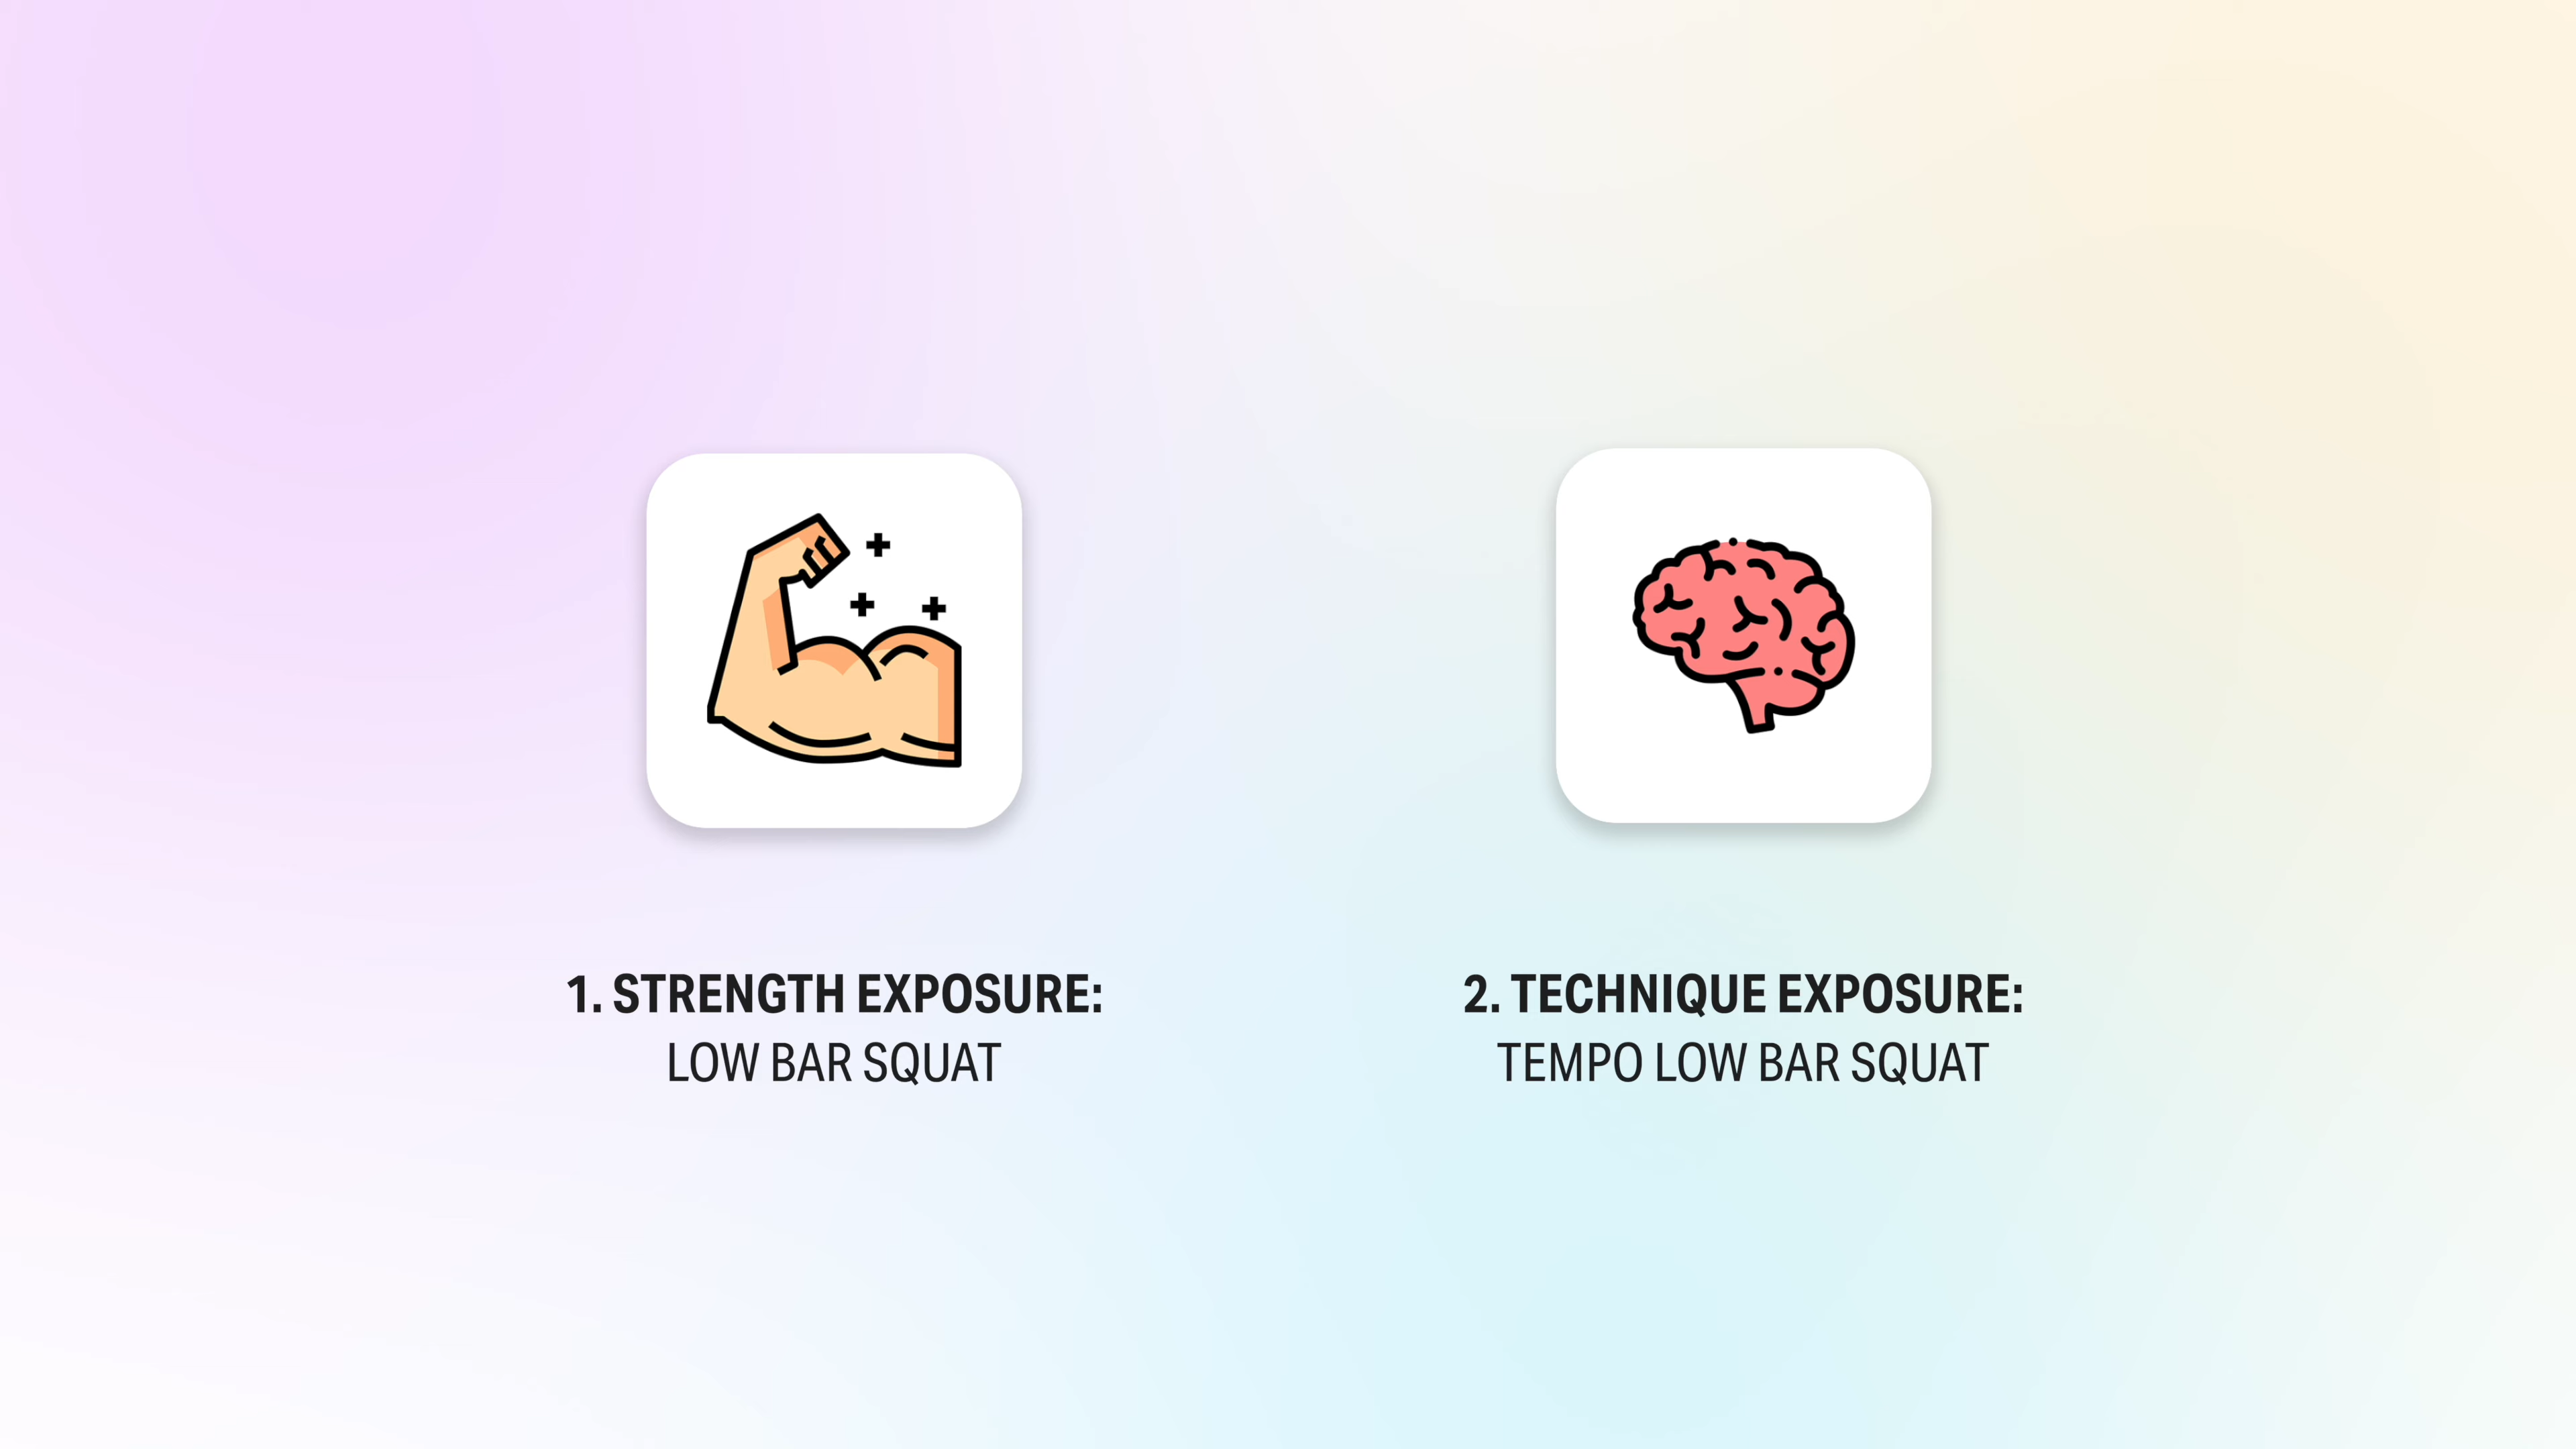 1. STRENGTH EXPOSURE:
LOW BAR SQUAT
2. TECHNIQUE EXPOSURE:
TEMPO LOW BAR SQUAT